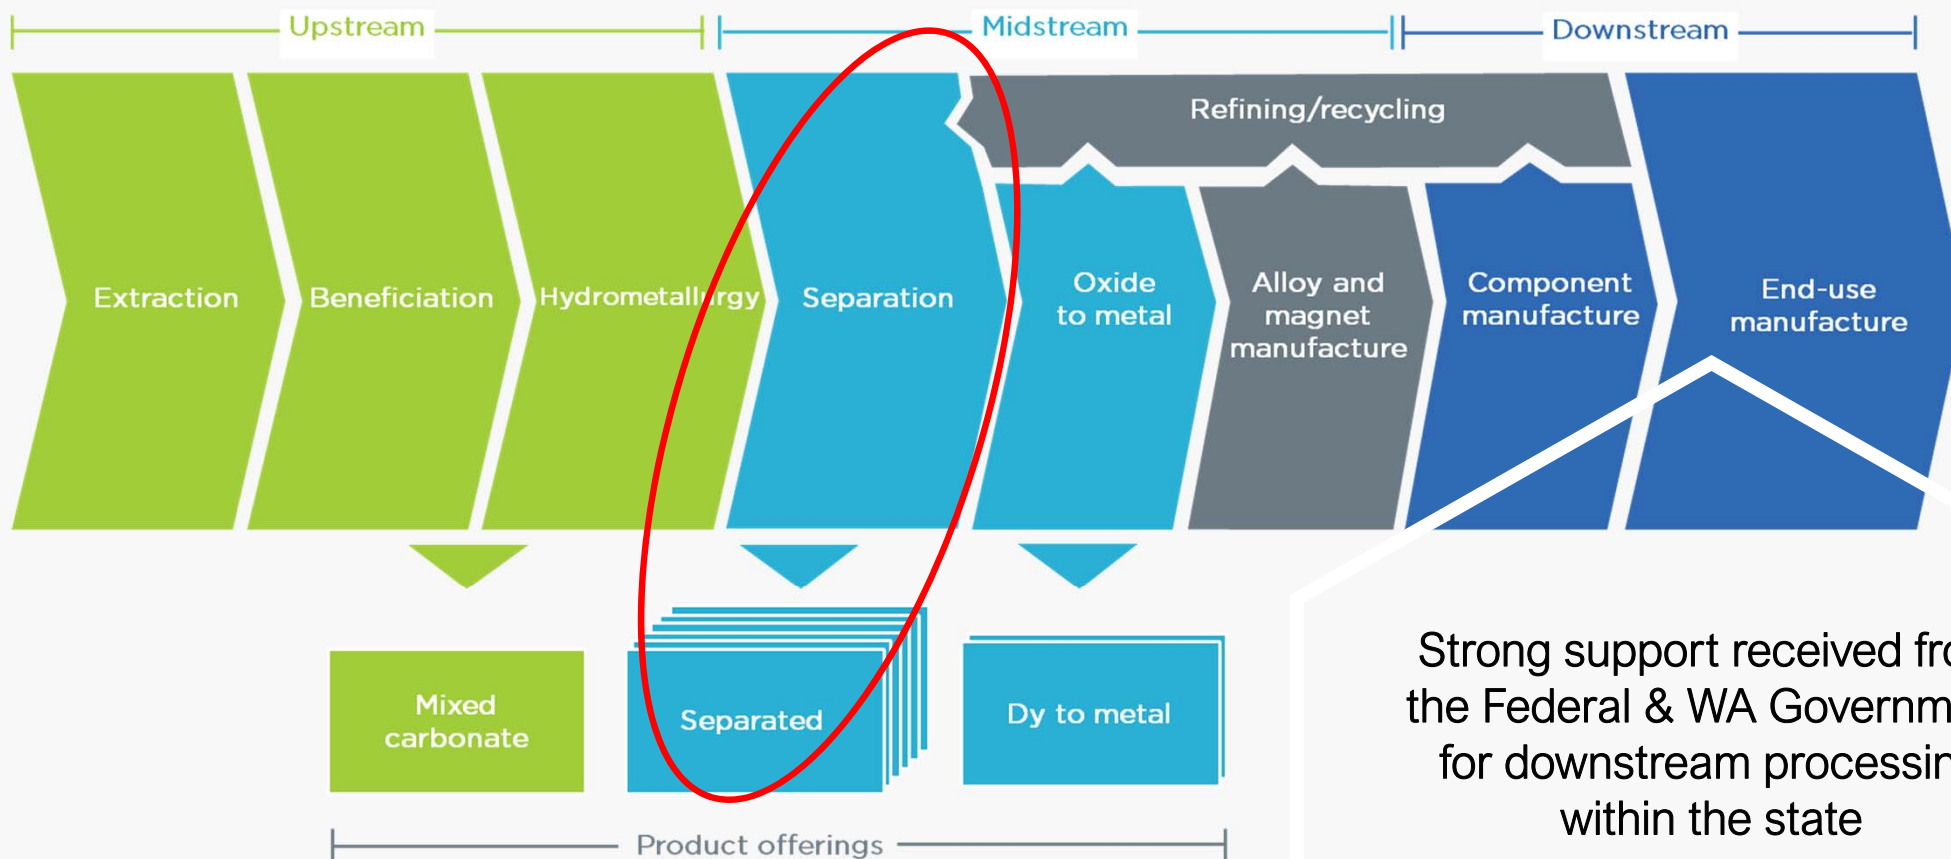 Upstream
Midstream
Downstream
Refining/recycling
Extraction
Beneficiation
Hydrometallurgy
Separation
Oxide
to metal
Alloy and
magnet
manufacture
Component
manufacture
End-use
manufacture
Mixed
carbonate
Separated
Dy to metal
Product offerings
Strong support received fro
the Federal & WA Governm
for downstream processin
within the state